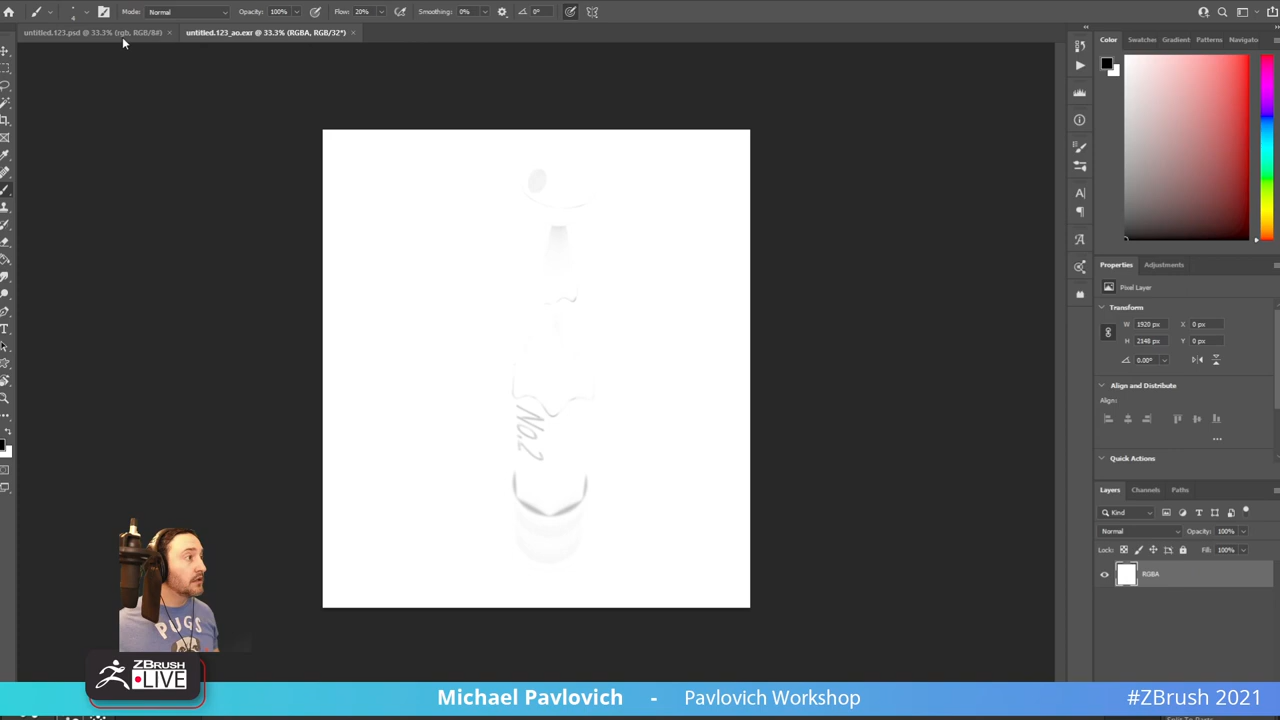 Mode: Normal Opacity: 100% Flow: 20% Smoothing: 0% 0°
untitled.123.psd @ 33.3% (rgb, RGB/8#) × untitled.123_ao.exr @ 33.3% (RGBA, RGB/32*) ×
Color Swatches Gradient Patterns Navigato
No.2
Properties Adjustments
Pixel Layer
Transform
W 1920 px X 0 px
H 2148 px Y 0 px
0.00°
Align and Distribute
Align:
Quick Actions
Layers Channels Paths
Kind
Normal Opacity: 100%
Lock: Fill: 100%
RGBA
PUGS
ZBRUSH
LIVE
Michael Pavlovich - Pavlovich Workshop #ZBrush 2021